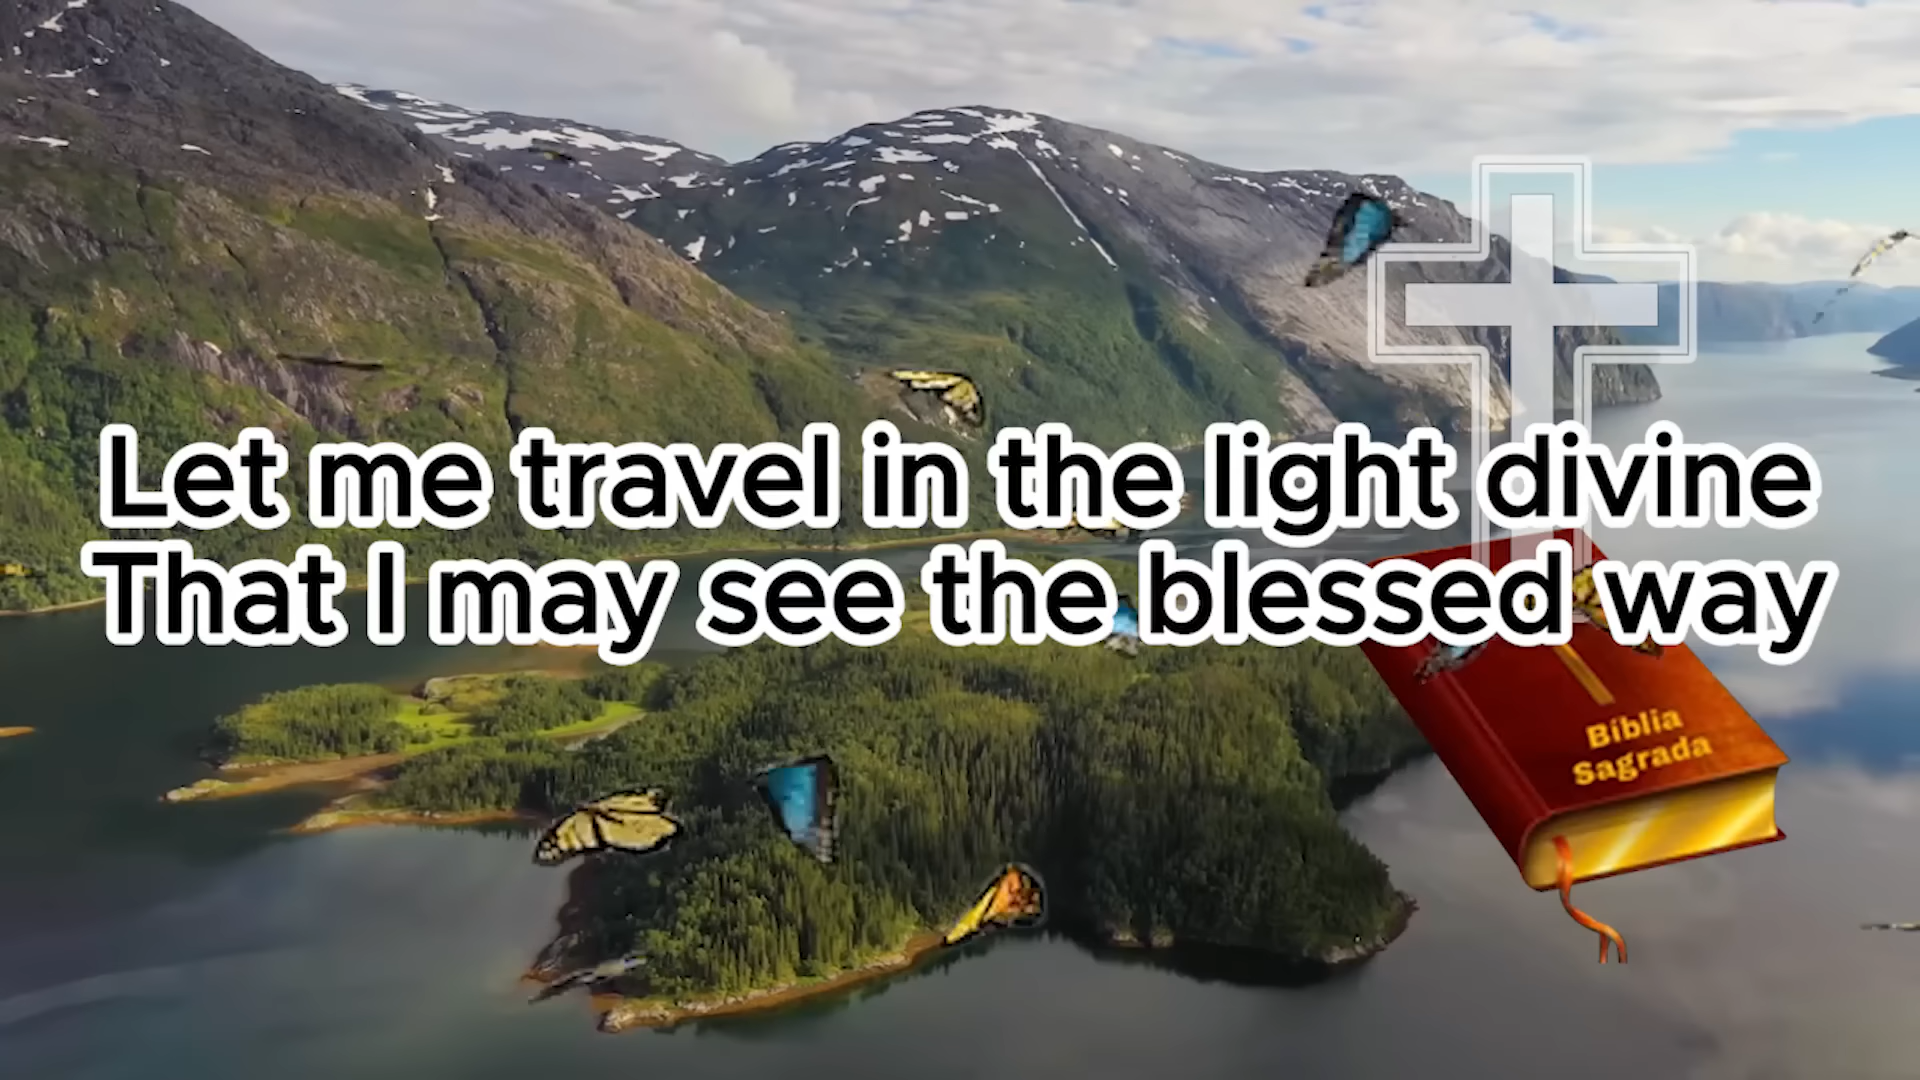 Let me travel in the light divine
That I may see the blessed way
Bíblia
Sagrada